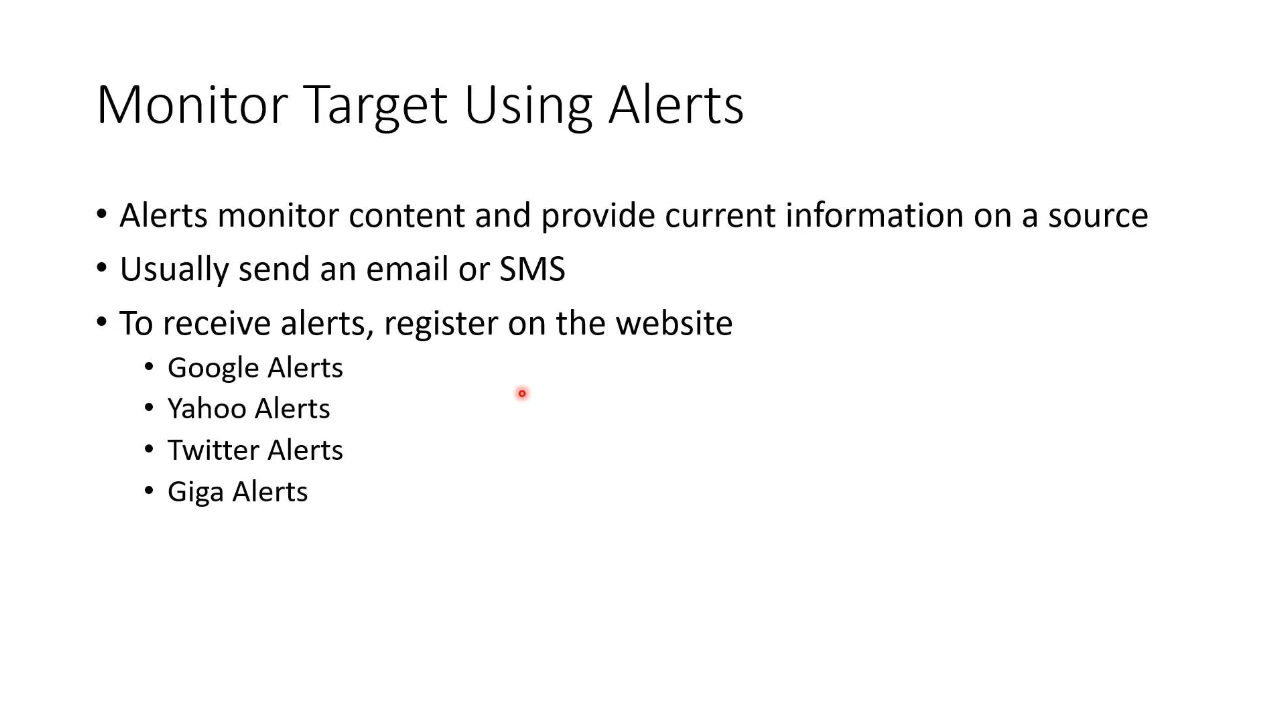 Monitor Target Using Alerts
• Alerts monitor content and provide current information on a source
• Usually send an email or SMS
• To receive alerts, register on the website
• Google Alerts
• Yahoo Alerts
• Twitter Alerts
• Giga Alerts